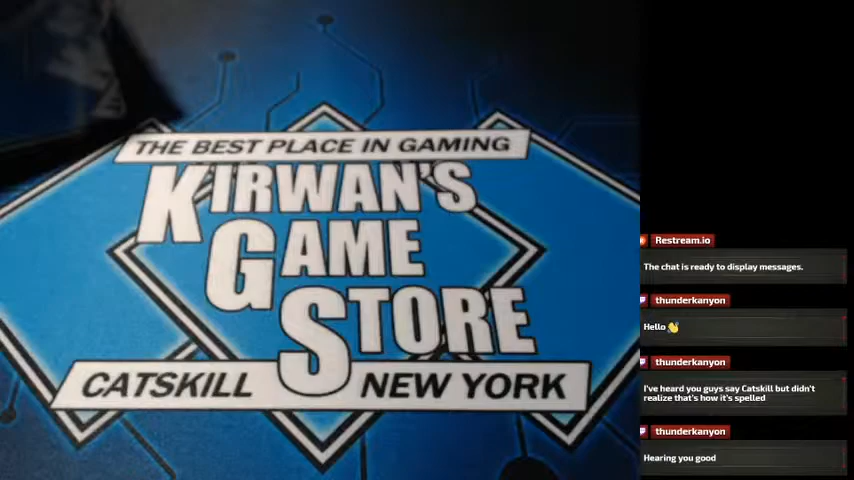 THE BEST PLACE IN GAMING
KIRWAN'S
GAME
STORE
CATSKILL NEW YORK
Restream.io
The chat is ready to display messages.
thunderkanyon
Hello 👋
thunderkanyon
I've heard you guys say Catskill but didn't
realize that's how it's spelled
thunderkanyon
Hearing you good